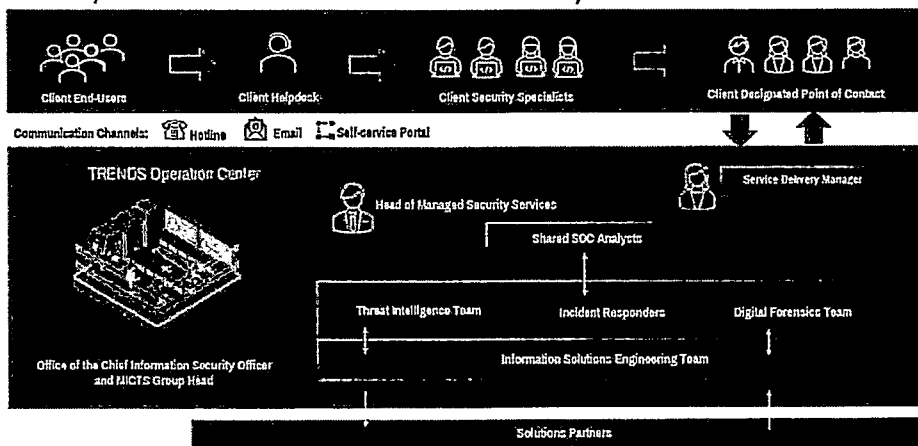 Client End-Users
Client Helpdesk
Client Security Specialists
Client Designated Point of Contact
Communication Channels: Hotline Email Self-service Portal
TRENDS Operation Center
Service Delivery Manager
Head of Managed Security Services
Shared SOC Analysts
Threat Intelligence Team
Incident Responders
Digital Forensics Team
Information Solutions Engineering Team
Office of the Chief Information Security Officer
and MICTS Group Head
Solutions Partners